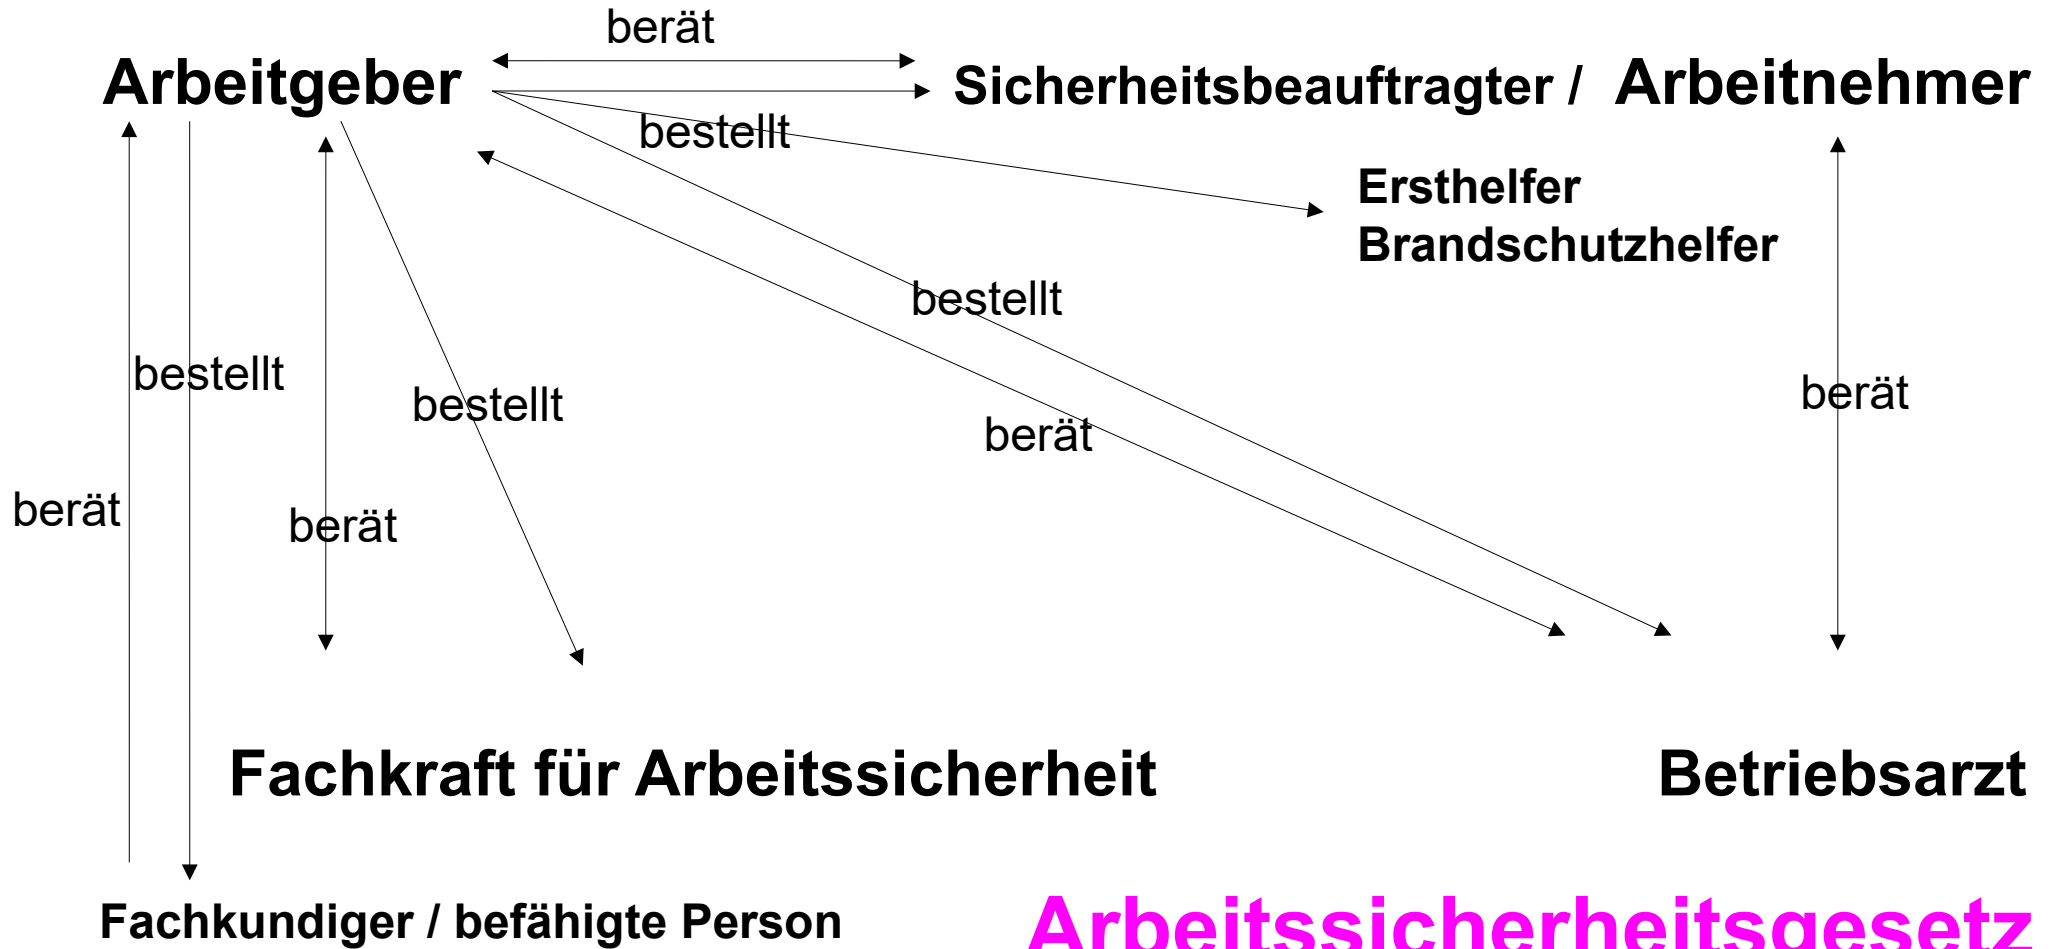 berät
Arbeitgeber
Sicherheitsbeauftragter / Arbeitnehmer
bestellt
Ersthelfer
Brandschutzhelfer
bestellt
bestellt
bestellt
berät
berät
berät
berät
Fachkraft für Arbeitssicherheit
Betriebsarzt
Fachkundiger / befähigte Person
Arbeitssicherheitsgesetz